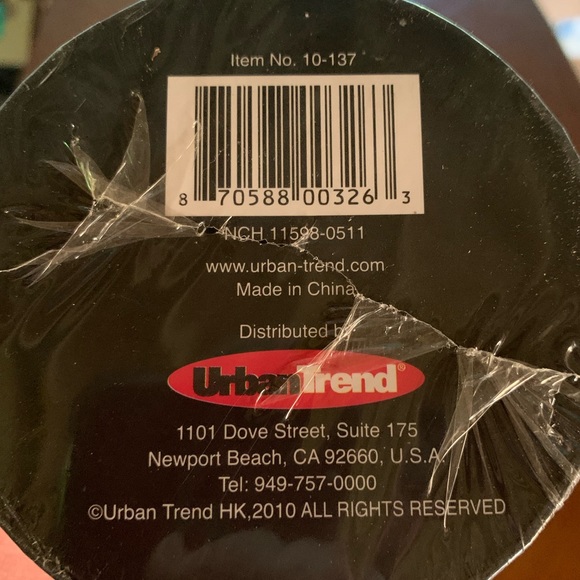 Item No. 10-137
8 70588 00326 3
NCH 11598-0511
www.urban-trend.com
Made in China
Distributed by
UrbanTrend®
1101 Dove Street, Suite 175
Newport Beach, CA 92660, U.S.A.
Tel: 949-757-0000
©Urban Trend HK,2010 ALL RIGHTS RESERVED